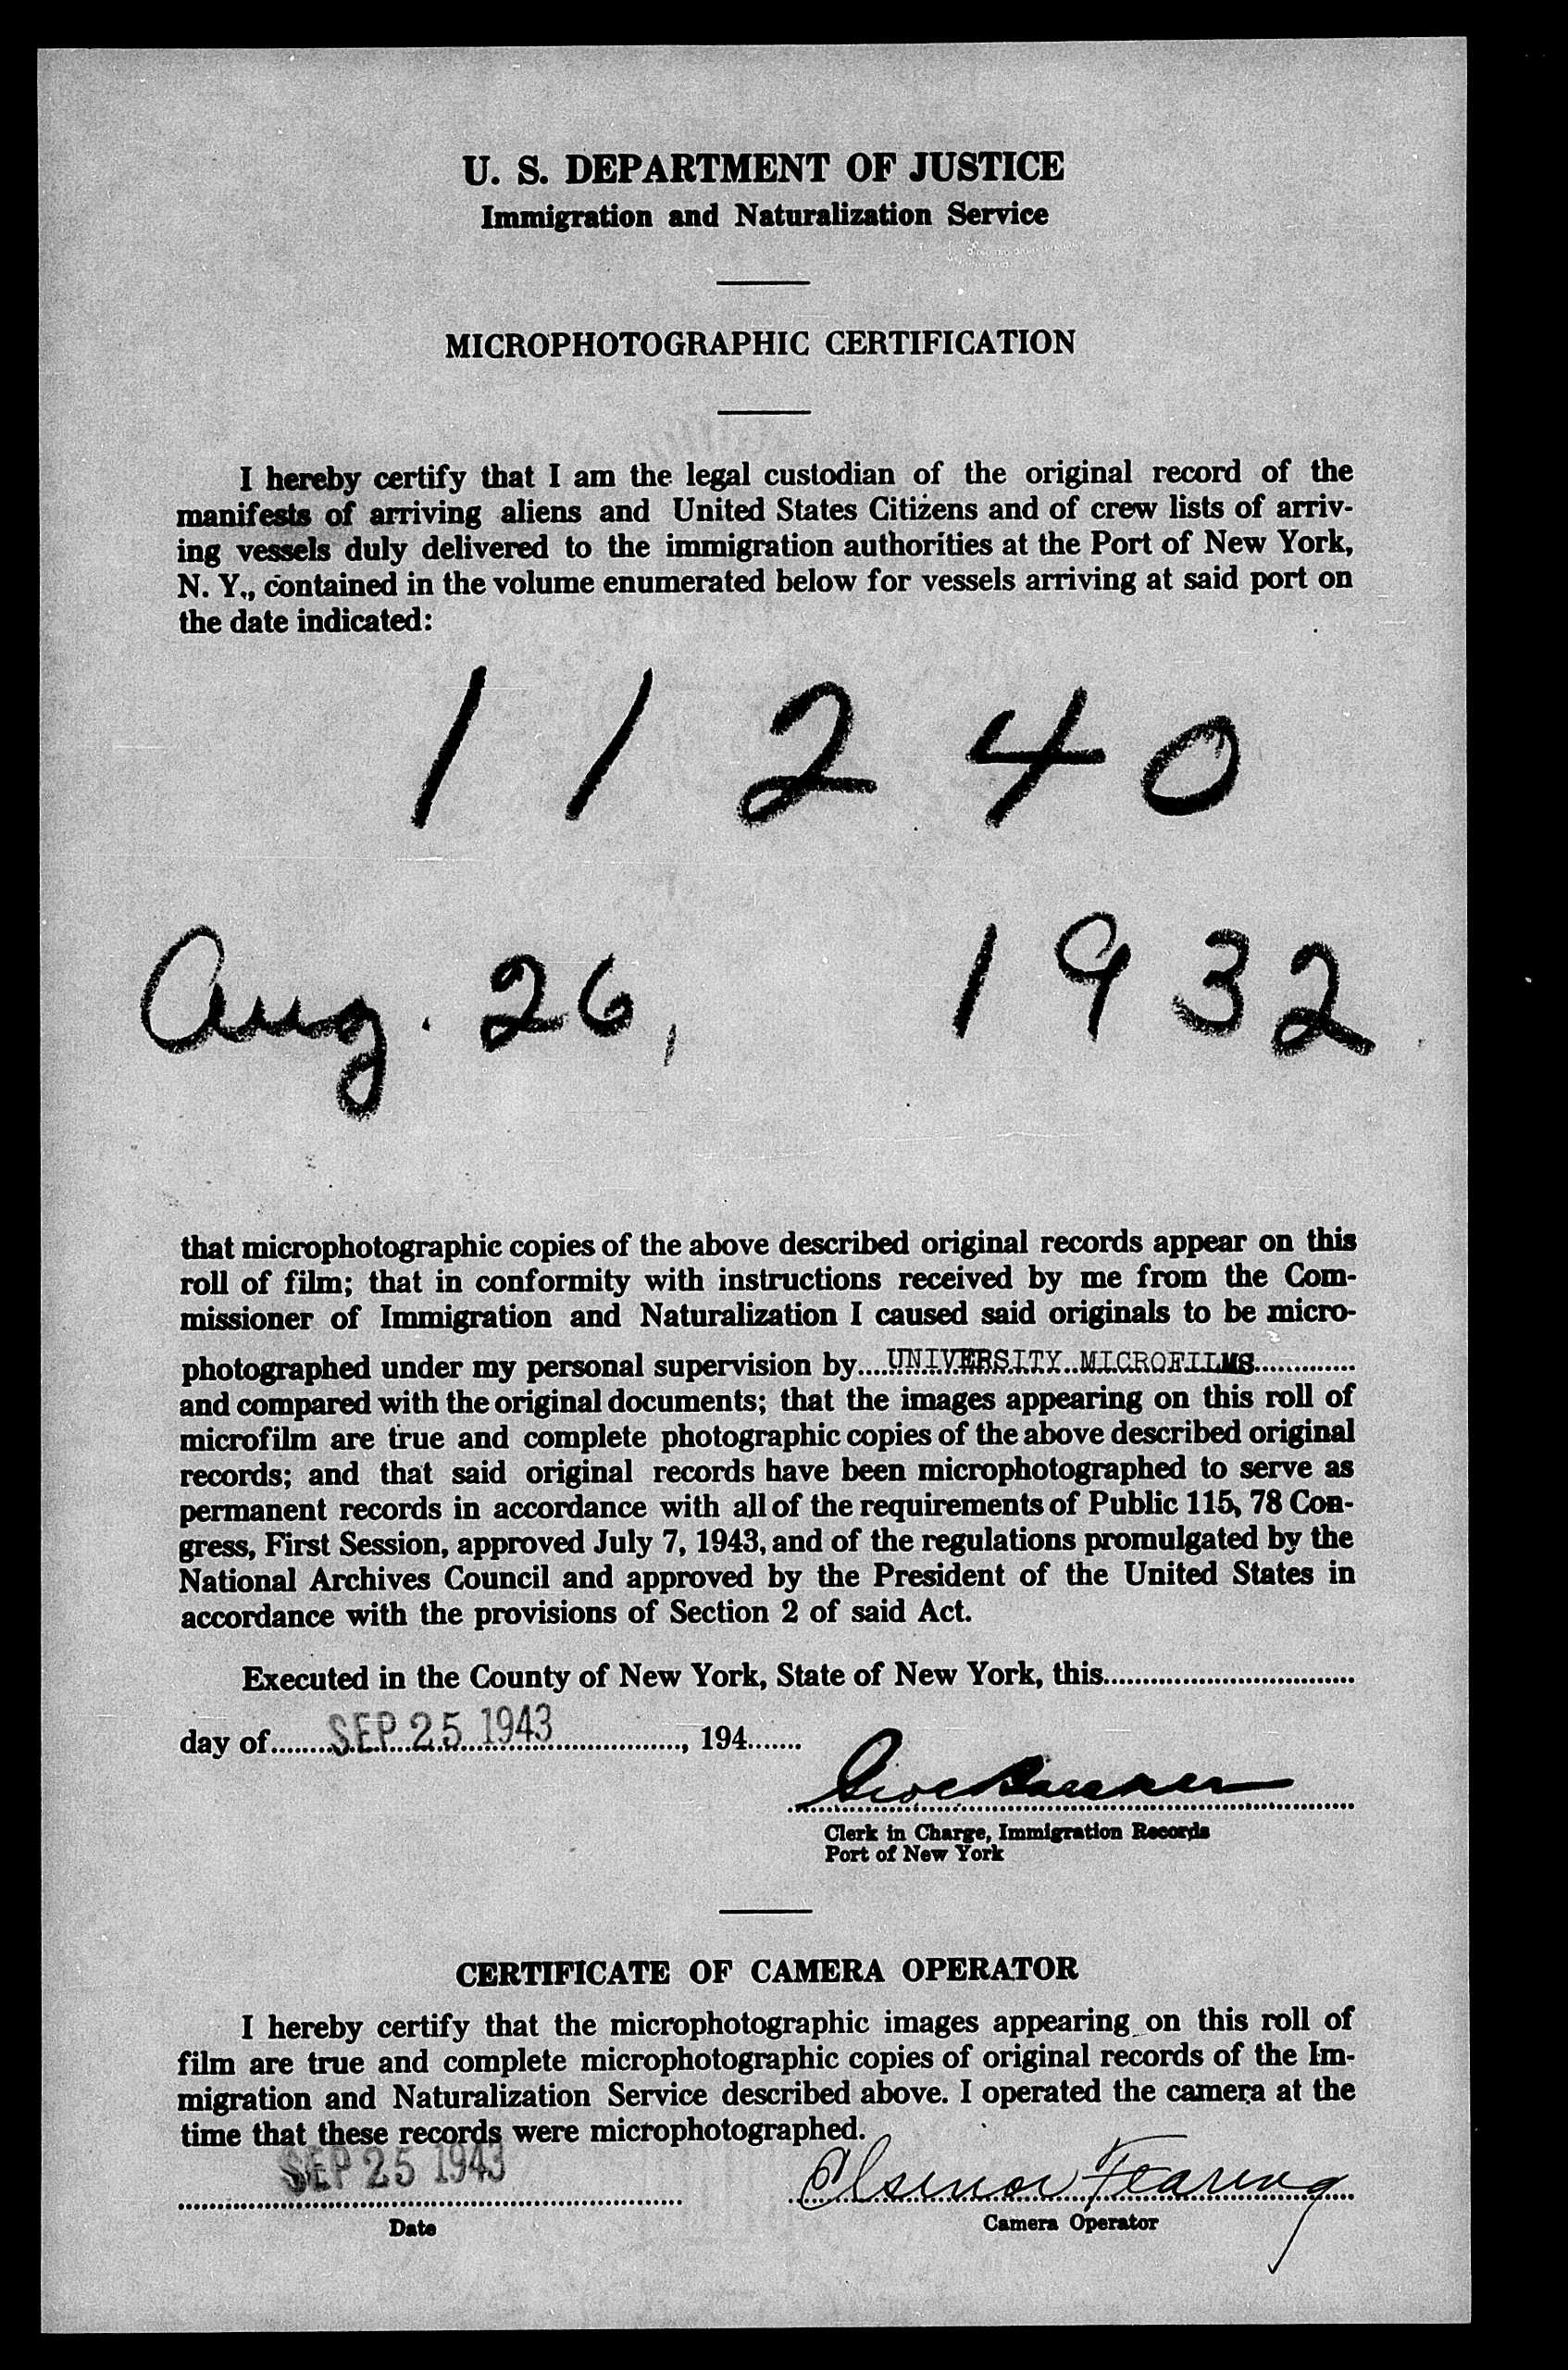 U. S. DEPARTMENT OF JUSTICE
Immigration and Naturalization Service
MICROPHOTOGRAPHIC CERTIFICATION
I hereby certify that I am the legal custodian of the original record of the
manifests of arriving aliens and United States Citizens and of crew lists of arriv-
ing vessels duly delivered to the immigration authorities at the Port of New York,
N. Y., contained in the volume enumerated below for vessels arriving at said port on
the date indicated:
11240
Aug. 26, 1932
that microphotographic copies of the above described original records appear on this
roll of film; that in conformity with instructions received by me from the Com-
missioner of Immigration and Naturalization I caused said originals to be micro-
photographed under my personal supervision by....UNIVERSITY MICROFILMS.............
and compared with the original documents; that the images appearing on this roll of
microfilm are true and complete photographic copies of the above described original
records; and that said original records have been microphotographed to serve as
permanent records in accordance with all of the requirements of Public 115, 78 Con-
gress, First Session, approved July 7, 1943, and of the regulations promulgated by the
National Archives Council and approved by the President of the United States in
accordance with the provisions of Section 2 of said Act.
Executed in the County of New York, State of New York, this................................
day of.......SEP 25 1943................, 194.......
Clerk in Charge, Immigration Records
Port of New York
CERTIFICATE OF CAMERA OPERATOR
I hereby certify that the microphotographic images appearing on this roll of
film are true and complete microphotographic copies of original records of the Im-
migration and Naturalization Service described above. I operated the camera at the
time that these records were microphotographed.
SEP 25 1943
Elsinor Fearing
Date
Camera Operator